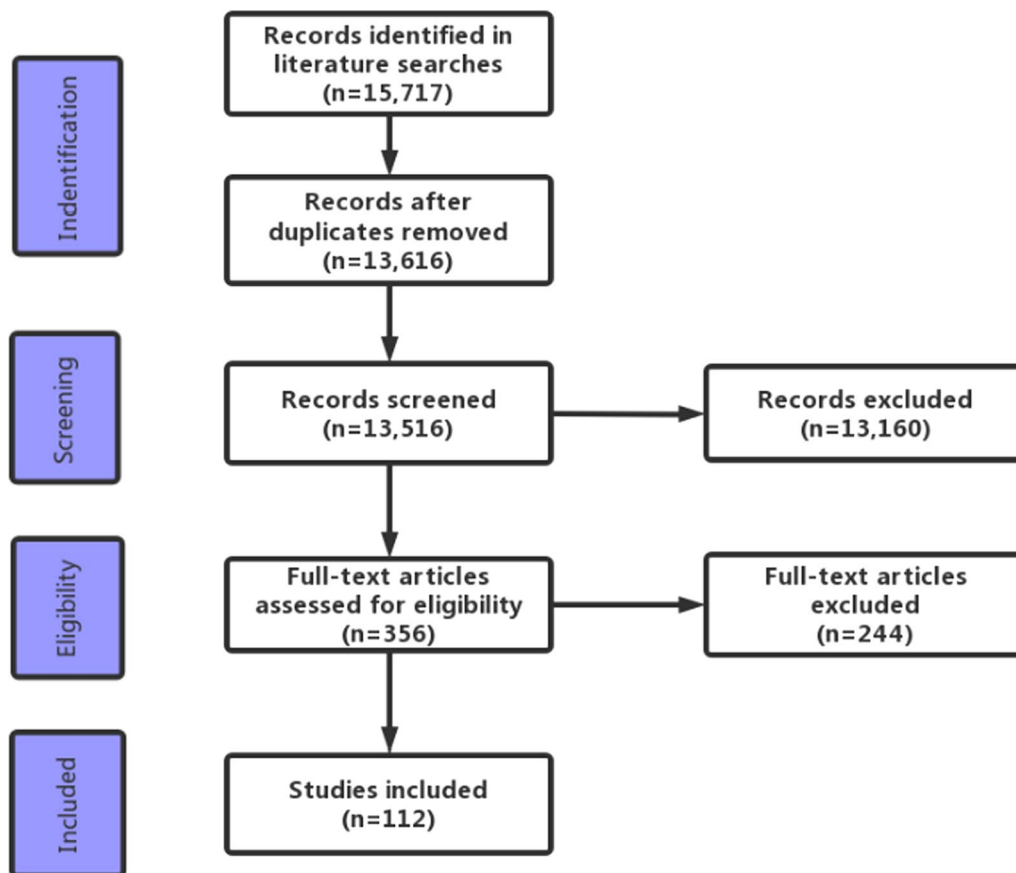 Indentification
Records identified in
literature searches
(n=15,717)
Records after
duplicates removed
(n=13,616)
Screening
Records screened
(n=13,516)
Records excluded
(n=13,160)
Eligibility
Full-text articles
assessed for eligibility
(n=356)
Full-text articles
excluded
(n=244)
Included
Studies included
(n=112)